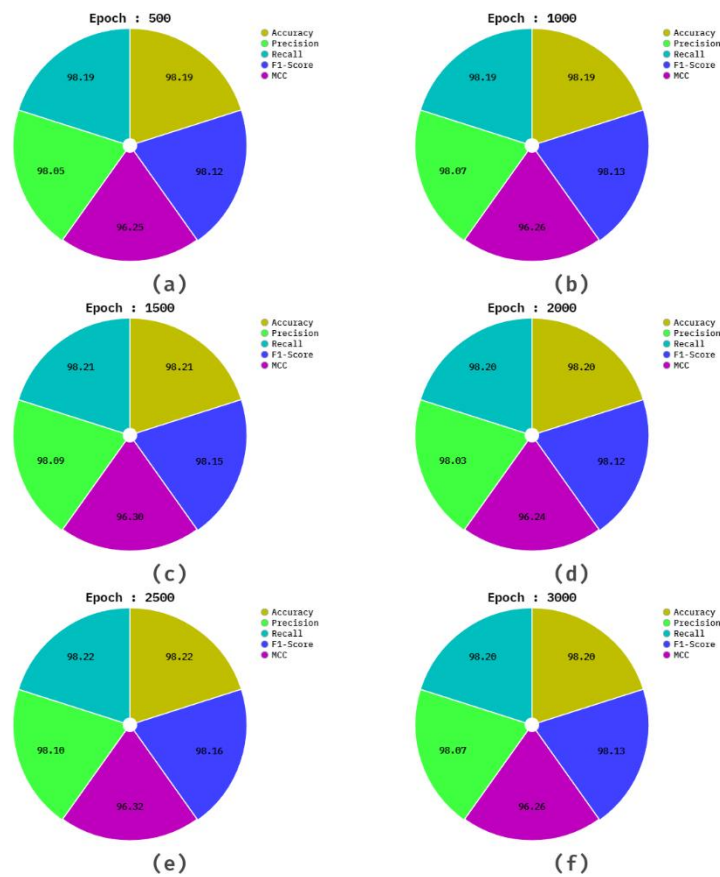 Epoch : 500
Accuracy
Precision
Recall
F1-Score
MCC
98.19
98.19
98.05
98.12
96.25
(a)
Epoch : 1000
Accuracy
Precision
Recall
F1-Score
MCC
98.19
98.19
98.07
98.13
96.26
(b)
Epoch : 1500
Accuracy
Precision
Recall
F1-Score
MCC
98.21
98.21
98.09
98.15
96.30
(c)
Epoch : 2000
Accuracy
Precision
Recall
F1-Score
MCC
98.20
98.20
98.03
98.12
96.24
(d)
Epoch : 2500
Accuracy
Precision
Recall
F1-Score
MCC
98.22
98.22
98.10
98.16
96.32
(e)
Epoch : 3000
Accuracy
Precision
Recall
F1-Score
MCC
98.20
98.20
98.07
98.13
96.26
(f)